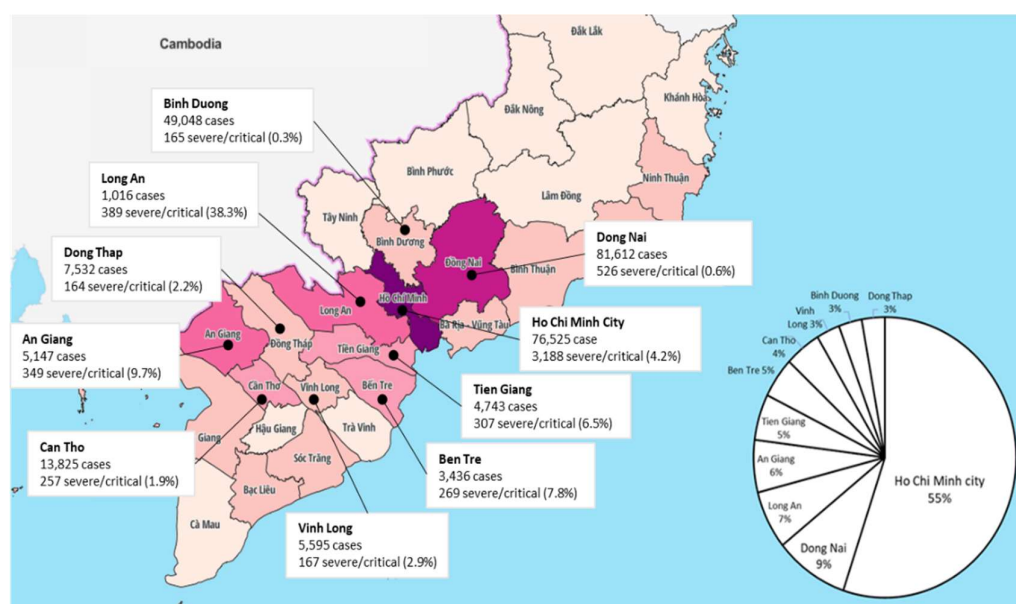 Cambodia
Đắk Lắk
Khánh Hòa
Đắk Nông
Bình Phước
Lâm Đồng
Ninh Thuận
Tây Ninh
Bình Dương
Đồng Nai
Bình Thuận
Hồ Chí Minh
Bà Rịa - Vũng Tàu
Long An
An Giang
Đồng Tháp
Tiền Giang
Cần Thơ
Vĩnh Long
Bến Tre
Giang
Hậu Giang
Trà Vinh
Sóc Trăng
Bạc Liêu
Cà Mau
Binh Duong
49,048 cases
165 severe/critical (0.3%)
Long An
1,016 cases
389 severe/critical (38.3%)
Dong Thap
7,532 cases
164 severe/critical (2.2%)
An Giang
5,147 cases
349 severe/critical (9.7%)
Can Tho
13,825 cases
257 severe/critical (1.9%)
Vinh Long
5,595 cases
167 severe/critical (2.9%)
Dong Nai
81,612 cases
526 severe/critical (0.6%)
Ho Chi Minh City
76,525 case
3,188 severe/critical (4.2%)
Tien Giang
4,743 cases
307 severe/critical (6.5%)
Ben Tre
3,436 cases
269 severe/critical (7.8%)
Binh Duong
3%
Dong Thap
3%
Vinh
Long 3%
Can Tho
4%
Ben Tre 5%
Tien Giang
5%
An Giang
6%
Long An
7%
Dong Nai
9%
Ho Chi Minh city
55%